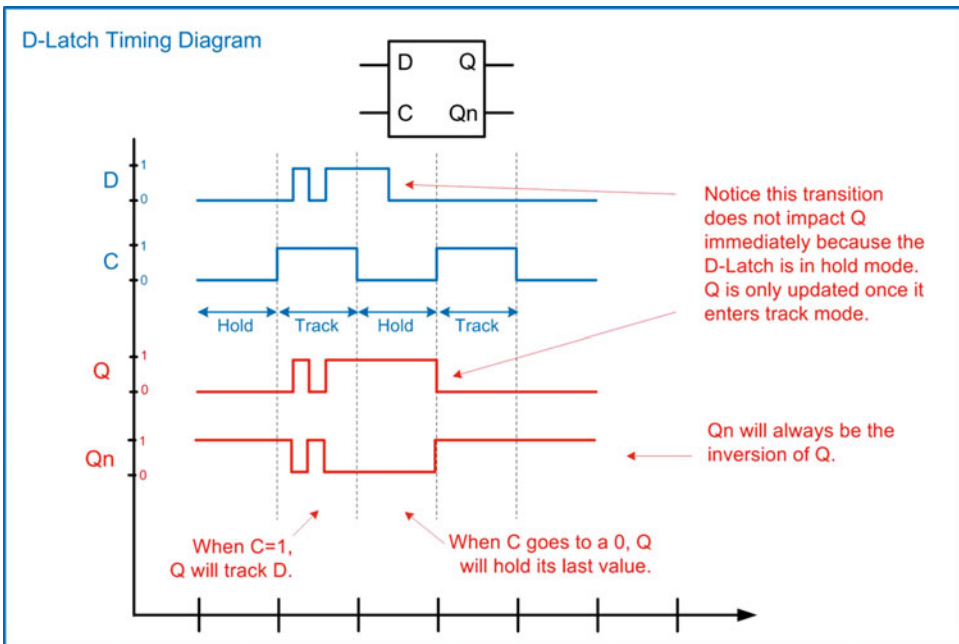 D-Latch Timing Diagram
D Q
C Qn
D
1
0
C
1
0
Hold Track Hold Track
Q
1
0
Qn
1
0
Notice this transition
does not impact Q
immediately because the
D-Latch is in hold mode.
Q is only updated once it
enters track mode.
Qn will always be the
inversion of Q.
When C=1,
Q will track D.
When C goes to a 0, Q
will hold its last value.